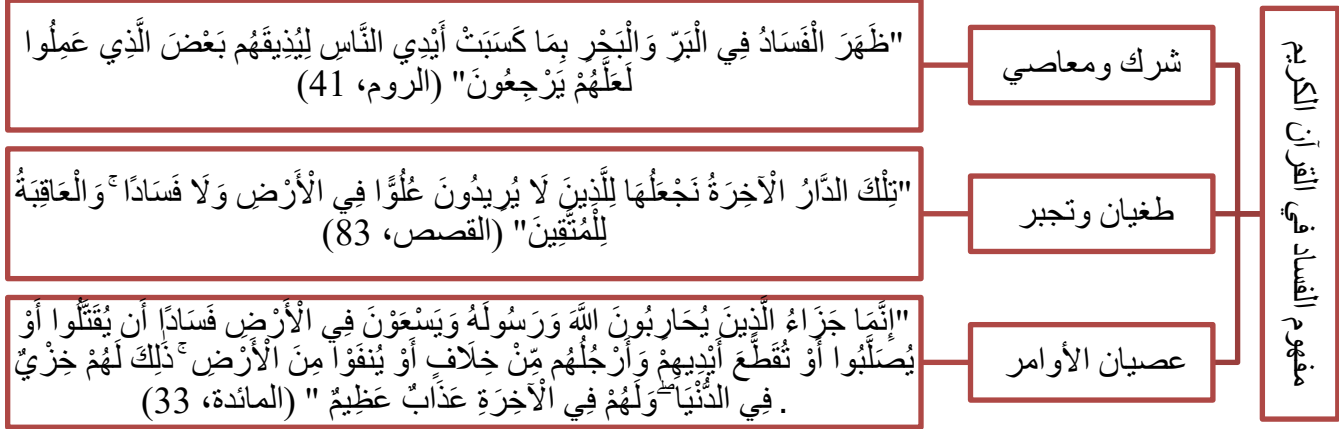 مفهوم الفساد في القرآن الكريم
شرك ومعاصي
"ظَهَرَ الْفَسَادُ فِي الْبَرِّ وَالْبَحْرِ بِمَا كَسَبَتْ أَيْدِي النَّاسِ لِيُذِيقَهُم بَعْضَ الَّذِي عَمِلُوا
لَعَلَّهُمْ يَرْجِعُونَ" (الروم، 41)
طغيان وتجبر
"تِلْكَ الدَّارُ الْآخِرَةُ نَجْعَلُهَا لِلَّذِينَ لَا يُرِيدُونَ عُلُوًّا فِي الْأَرْضِ وَلَا فَسَادًا ۚ وَالْعَاقِبَةُ
لِلْمُتَّقِينَ" (القصص، 83)
عصيان الأوامر
"إِنَّمَا جَزَاءُ الَّذِينَ يُحَارِبُونَ اللَّهَ وَرَسُولَهُ وَيَسْعَوْنَ فِي الْأَرْضِ فَسَادًا أَن يُقَتَّلُوا أَوْ
يُصَلَّبُوا أَوْ تُقَطَّعَ أَيْدِيهِمْ وَأَرْجُلُهُم مِّنْ خِلَافٍ أَوْ يُنفَوْا مِنَ الْأَرْضِ ۚ ذَٰلِكَ لَهُمْ خِزْيٌ
فِي الدُّنْيَا ۖ وَلَهُمْ فِي الْآخِرَةِ عَذَابٌ عَظِيمٌ " (المائدة، 33) .